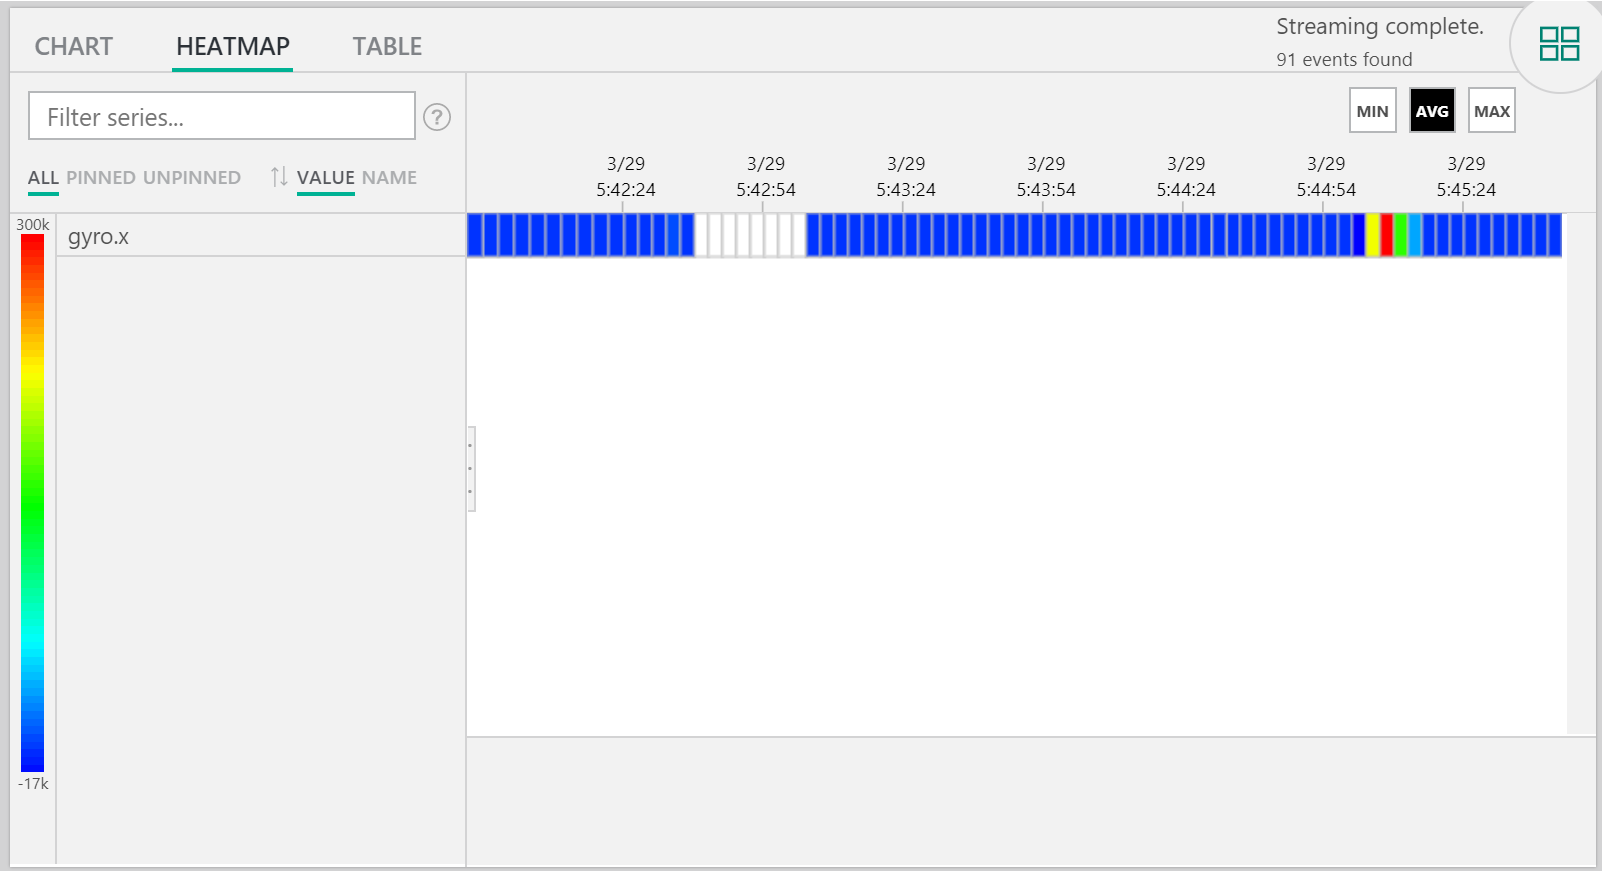 CHART HEATMAP TABLE
Streaming complete.
91 events found
Filter series...
?
MIN AVG MAX
ALL PINNED UNPINNED VALUE NAME
3/29 3/29 3/29 3/29 3/29 3/29 3/29
5:42:24 5:42:54 5:43:24 5:43:54 5:44:24 5:44:54 5:45:24
300k
gyro.x
-17k